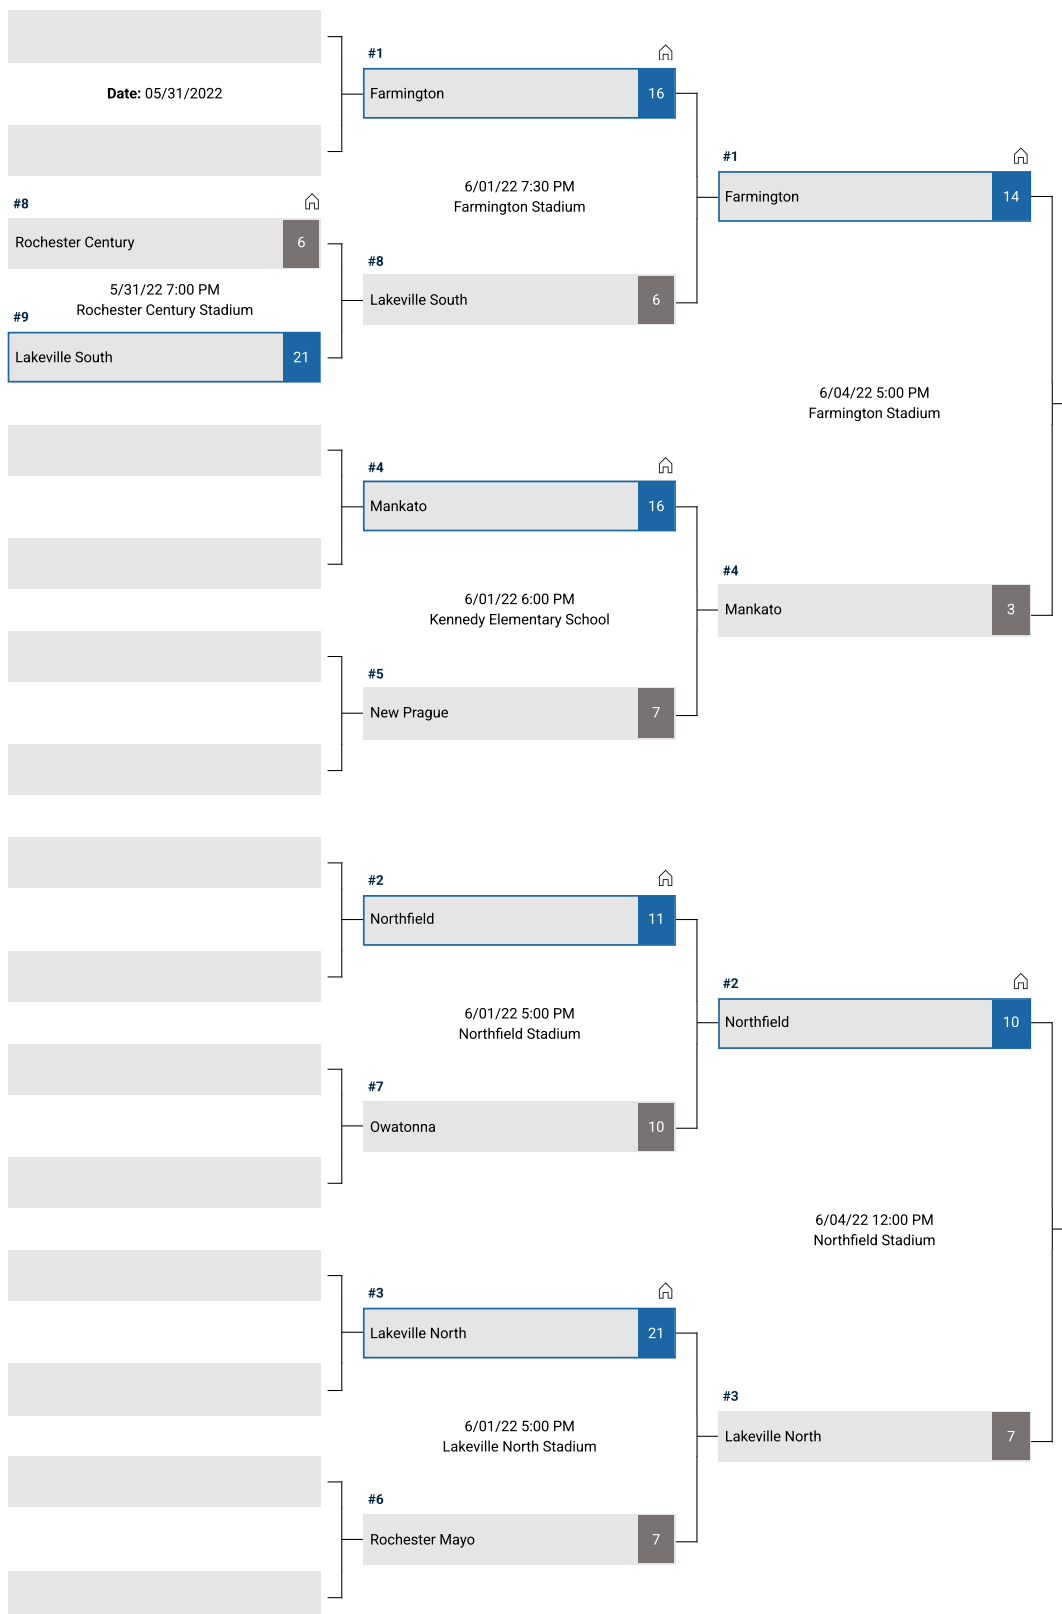 Date: 05/31/2022
#8
Rochester Century 6
5/31/22 7:00 PM
Rochester Century Stadium
#9
Lakeville South 21
#1
Farmington 16
6/01/22 7:30 PM
Farmington Stadium
#8
Lakeville South 6
#4
Mankato 16
6/01/22 6:00 PM
Kennedy Elementary School
#5
New Prague 7
#2
Northfield 11
6/01/22 5:00 PM
Northfield Stadium
#7
Owatonna 10
#3
Lakeville North 21
6/01/22 5:00 PM
Lakeville North Stadium
#6
Rochester Mayo 7
#1
Farmington 14
6/04/22 5:00 PM
Farmington Stadium
#4
Mankato 3
#2
Northfield 10
6/04/22 12:00 PM
Northfield Stadium
#3
Lakeville North 7